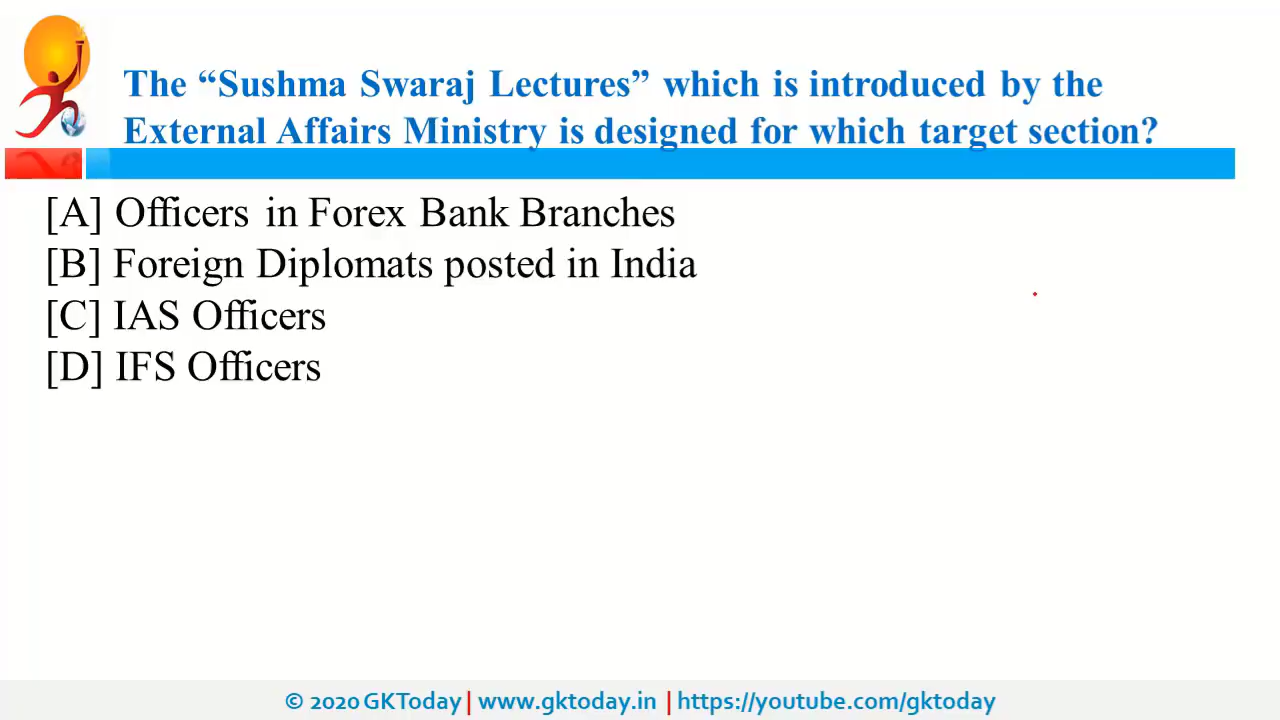 The “Sushma Swaraj Lectures” which is introduced by the
External Affairs Ministry is designed for which target section?
[A] Officers in Forex Bank Branches
[B] Foreign Diplomats posted in India
[C] IAS Officers
[D] IFS Officers
© 2020 GKToday | www.gktoday.in | https://youtube.com/gktoday